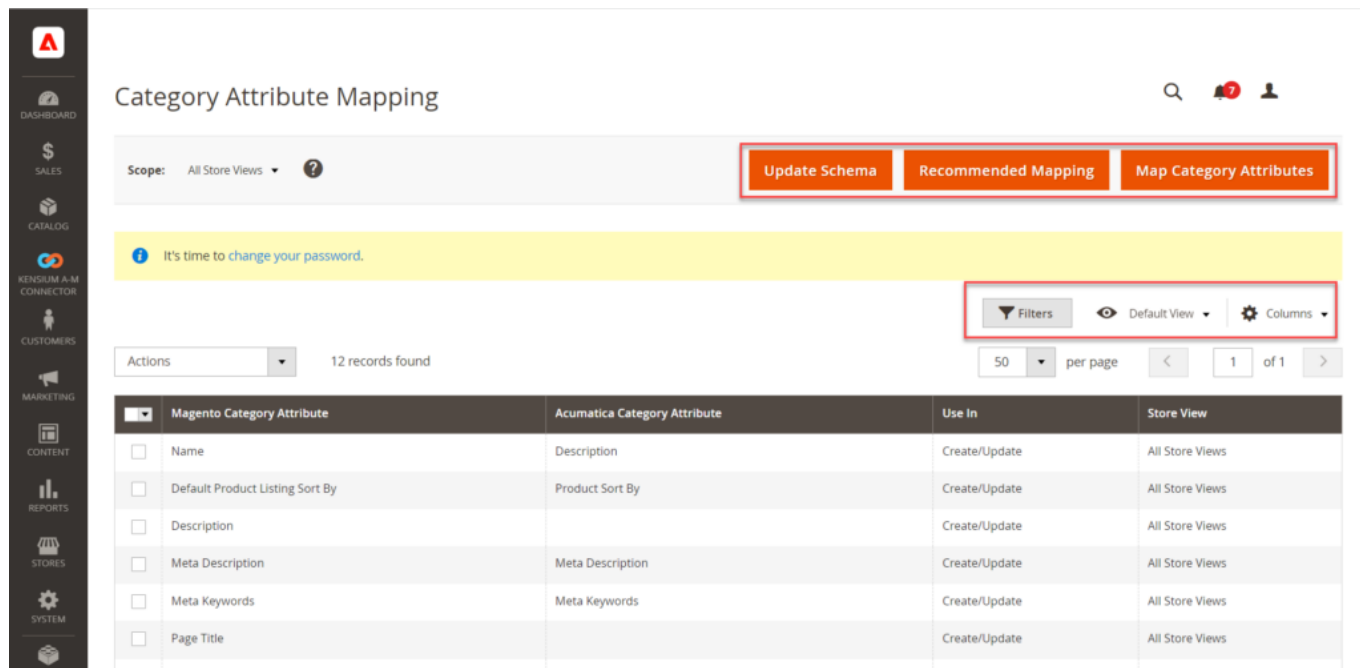 Category Attribute Mapping
7
DASHBOARD
SALES
CATALOG
KENSIUM A-M
CONNECTOR
CUSTOMERS
MARKETING
CONTENT
REPORTS
STORES
SYSTEM
Scope: All Store Views ?
Update Schema Recommended Mapping Map Category Attributes
It's time to change your password.
Filters Default View Columns
Actions 12 records found 50 per page 1 of 1
Magento Category Attribute Acumatica Category Attribute Use In Store View
Name Description Create/Update All Store Views
Default Product Listing Sort By Product Sort By Create/Update All Store Views
Description Create/Update All Store Views
Meta Description Meta Description Create/Update All Store Views
Meta Keywords Meta Keywords Create/Update All Store Views
Page Title Create/Update All Store Views